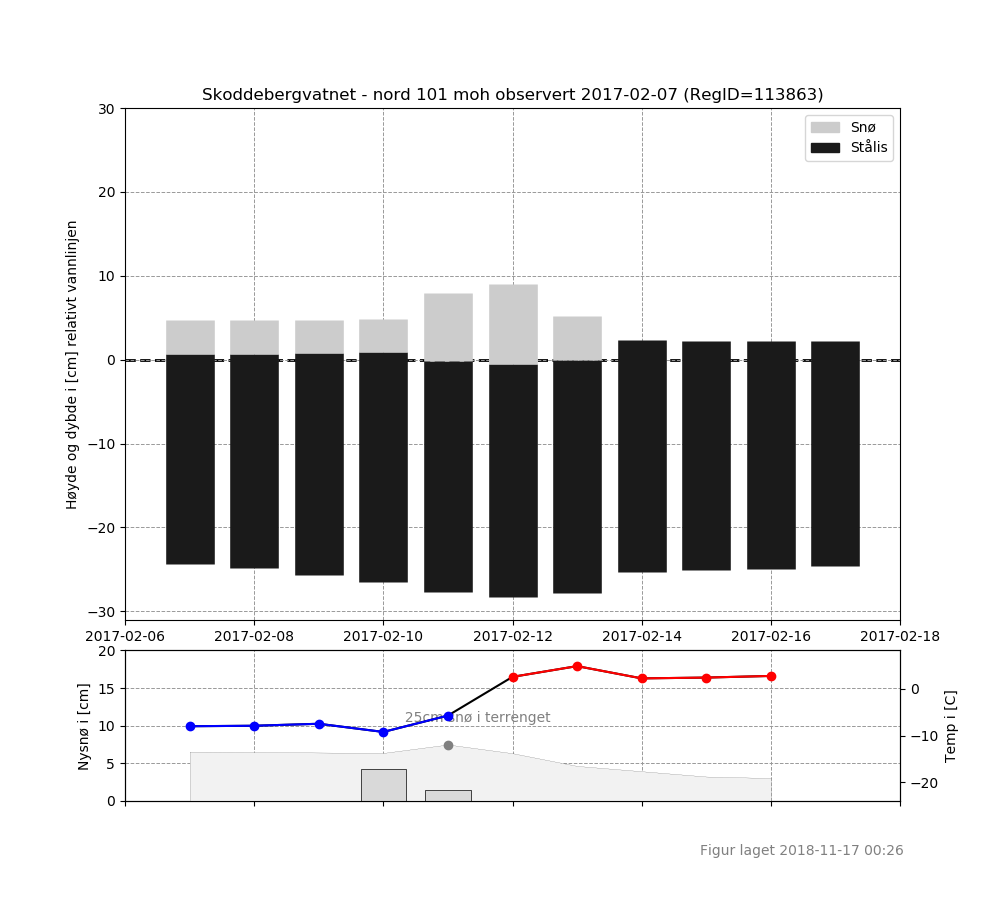 Skoddebergvatnet - nord 101 moh observert 2017-02-07 (RegID=113863)
Snø
Stålis
Høyde og dybde i [cm] relativt vannlinjen
30
20
10
0
−10
−20
−30
2017-02-06 2017-02-08 2017-02-10 2017-02-12 2017-02-14 2017-02-16 2017-02-18
Nysnø i [cm]
20
15
10
5
0
25cm snø i terrenget
0
−10
−20
Temp i [C]
Figur laget 2018-11-17 00:26